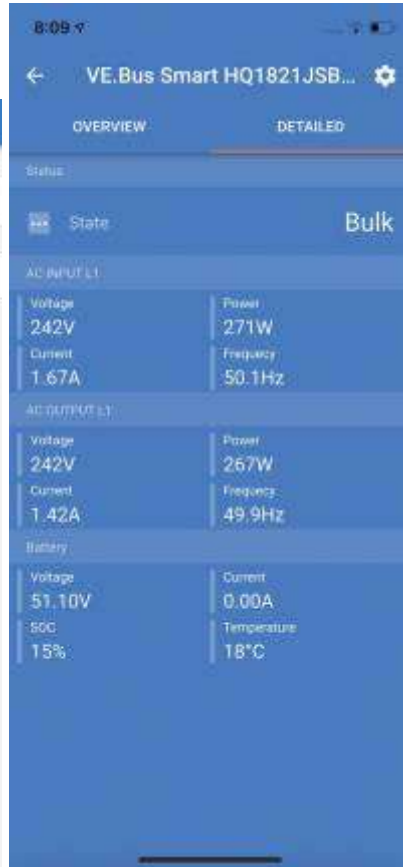 8:09
VE.Bus Smart HQ1821JSB...
OVERVIEW DETAILED
Status
State Bulk
AC INPUT L1
Voltage Power
242V 271W
Current Frequecy
1.67A 50.1Hz
AC OUTPUT L1
Voltage Power
242V 267W
Current Frequecy
1.42A 49.9Hz
Battery
Voltage Current
51.10V 0.00A
SOC Temperature
15% 18°C